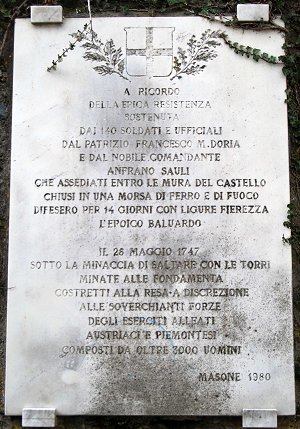 A RICORDO
DELLA EPICA RESISTENZA
SOSTENUTA
DAI 140 SOLDATI E UFFICIALI
DAL PATRIZIO FRANCESCO M. DORIA
E DAL NOBILE COMANDANTE
ANFRANO SAULI
CHE ASSEDIATI ENTRO LE MURA DEL CASTELLO
CHIUSI IN UNA MORSA DI FERRO E DI FUOCO
DIFESERO PER 14 GIORNI CON LIGURE FIEREZZA
L'EPOICO BALUARDO
IL 26 MAGGIO 1747
SOTTO LA MINACCIA DI SALTARE CON LE TORRI
MINATE ALLE FONDAMENTA
COSTRETTI ALLA RESA A DISCREZIONE
ALLE SOVERCHIANTI FORZE
DEGLI ESERCITI ALLEATI
AUSTRIACI E PIEMONTESI
COMPOSTI DA OLTRE 3000 UOMINI
MASONE 1980